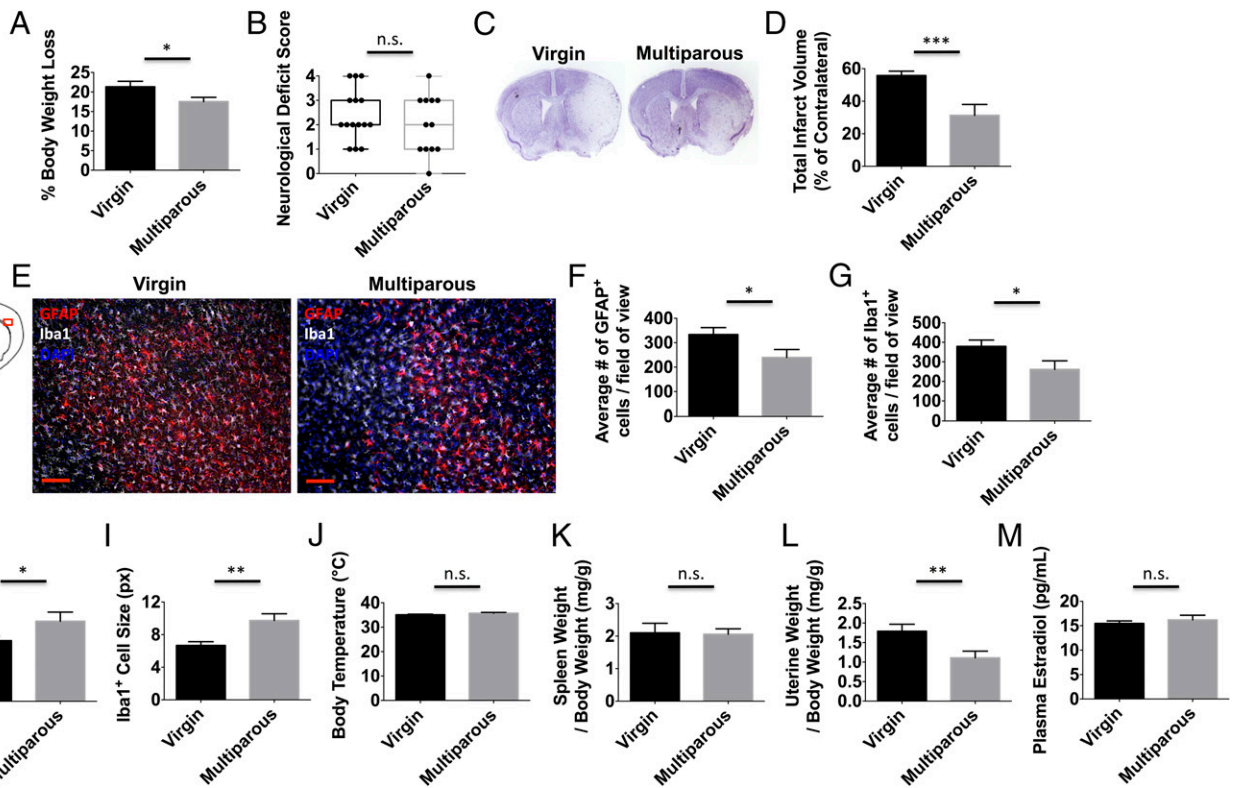 A
% Body Weight Loss
25
20
15
10
5
0
*
Virgin
Multiparous
B
Neurological Deficit Score
4
3
2
1
0
n.s.
Virgin
Multiparous
C
Virgin
Multiparous
D
Total Infarct Volume
(% of Contralateral)
60
40
20
0
***
Virgin
Multiparous
E
Virgin
GFAP
Iba1
DAPI
Multiparous
GFAP
Iba1
DAPI
F
Average # of GFAP+
cells / field of view
400
300
200
100
0
*
Virgin
Multiparous
G
Average # of Iba1+
cells / field of view
500
400
300
200
100
0
*
Virgin
Multiparous
*
Multiparous
I
Iba1+ Cell Size (px)
12
8
4
0
**
Virgin
Multiparous
J
Body Temperature (°C)
40
30
20
10
0
n.s.
Virgin
Multiparous
K
Spleen Weight
/ Body Weight (mg/g)
3
2
1
0
n.s.
Virgin
Multiparous
L
Uterine Weight
/ Body Weight (mg/g)
2.5
2.0
1.5
1.0
0.5
0.0
**
Virgin
Multiparous
M
Plasma Estradiol (pg/mL)
20
15
10
5
0
n.s.
Virgin
Multiparous